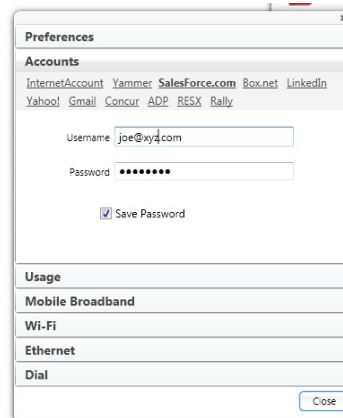 Preferences
Accounts
InternetAccount Yammer SalesForce.com Box.net LinkedIn
Yahoo! Gmail Concur ADP RESX Rally
Username joe@xyz.com
Password ••••••••
Save Password
Usage
Mobile Broadband
Wi-Fi
Ethernet
Dial
Close